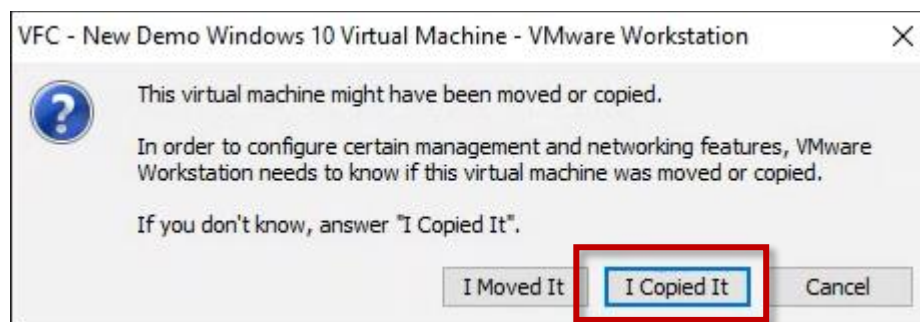 VFC - New Demo Windows 10 Virtual Machine - VMware Workstation
This virtual machine might have been moved or copied.
In order to configure certain management and networking features, VMware
Workstation needs to know if this virtual machine was moved or copied.
If you don't know, answer "I Copied It".
I Moved It I Copied It Cancel